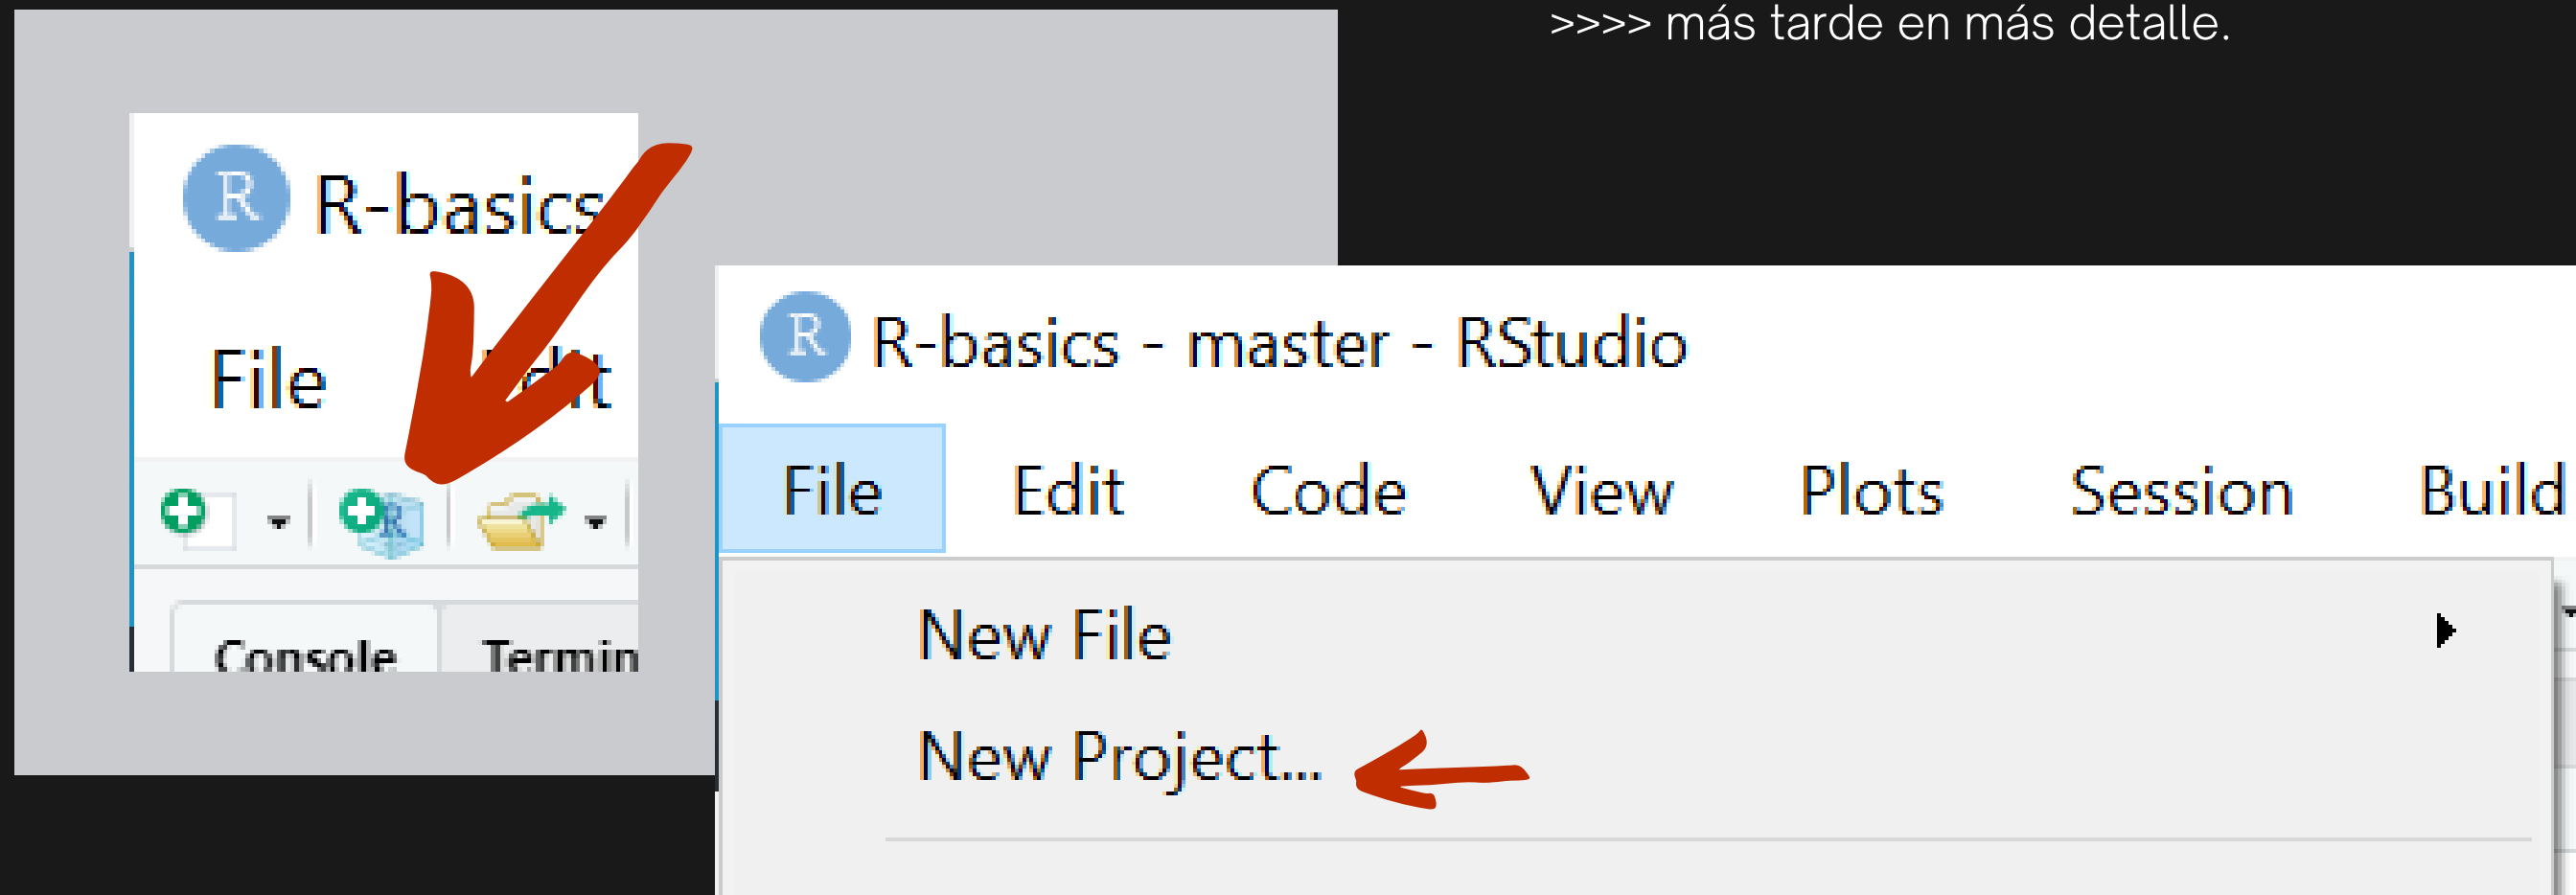 >>>> más tarde en más detalle.
R R-basics
File Edit
R
Console Termin
R R-basics - master - RStudio
File Edit Code View Plots Session Build
New File
New Project...